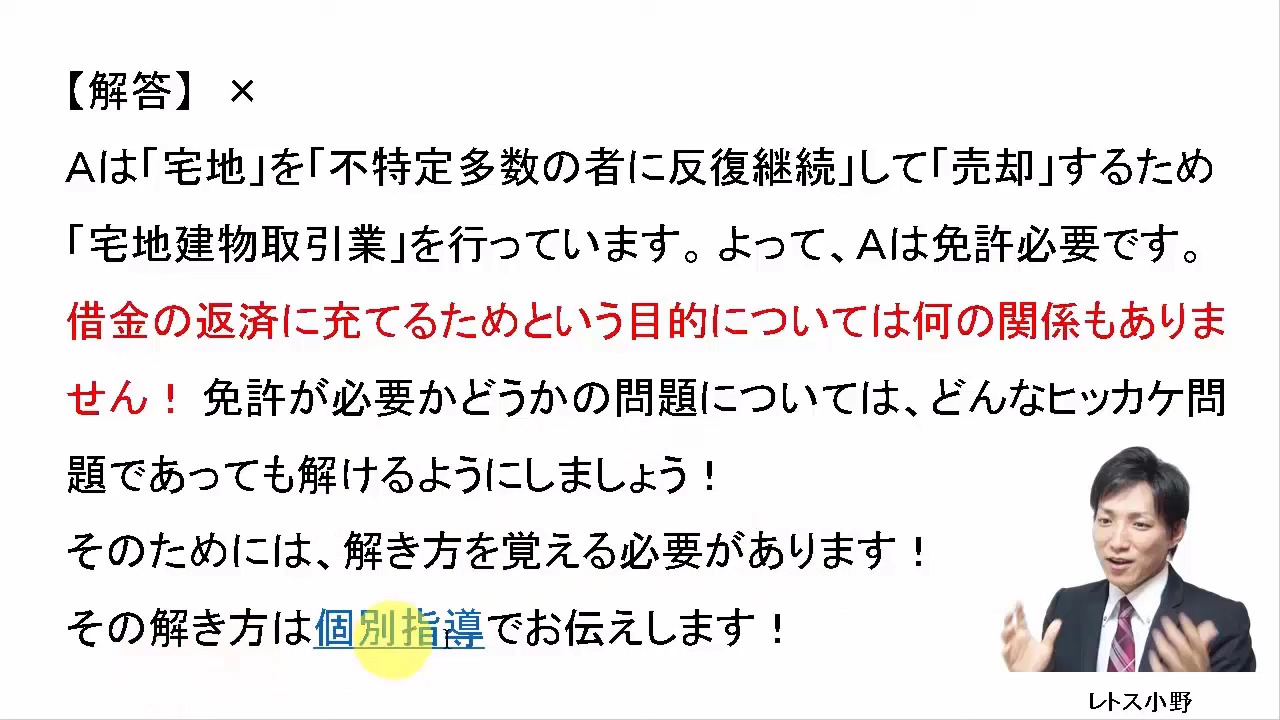 【解答】 ×
Aは「宅地」を「不特定多数の者に反復継続」して「売却」するため
「宅地建物取引業」を行っています。よって、Aは免許必要です。
借金の返済に充てるためという目的については何の関係もありま
せん！ 免許が必要かどうかの問題については、どんなヒッカケ問
題であっても解けるようにしましょう！
そのためには、解き方を覚える必要があります！
その解き方は個別指導でお伝えします！
レトス小野